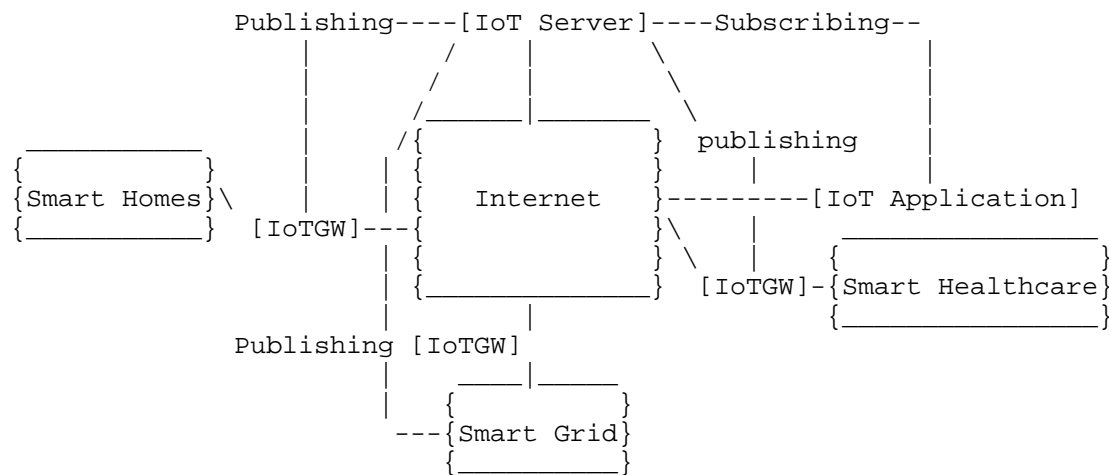 Publishing----[IoT Server]----Subscribing--
publishing
Smart Homes
Internet
[IoT Application]
[IoTGW]
[IoTGW]
Smart Healthcare
Publishing [IoTGW]
Smart Grid